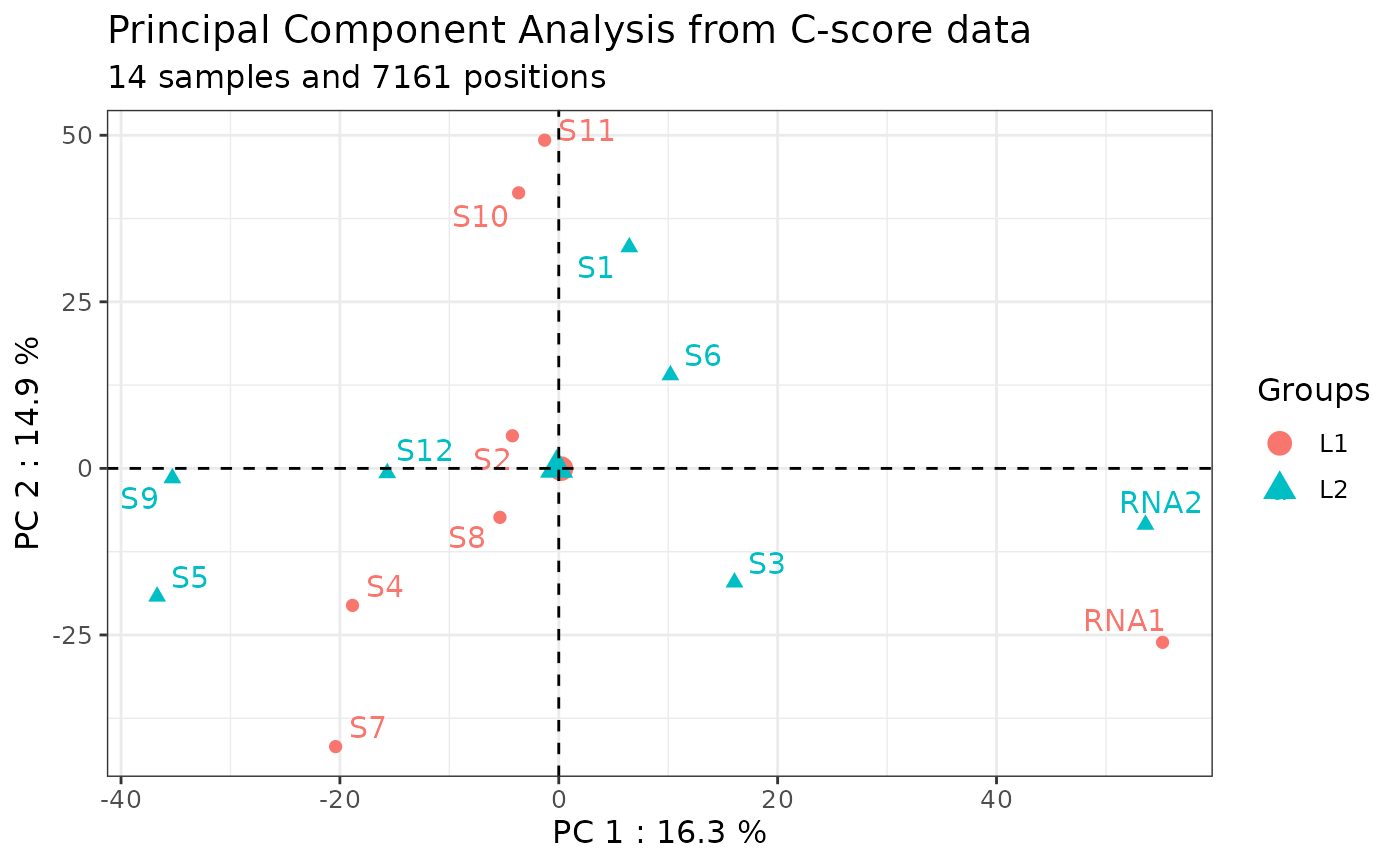 Principal Component Analysis from C-score data
14 samples and 7161 positions
50
25
0
-25
PC 2 : 14.9 %
S11
S10
S1
S6
S12
S2
S9
S8
RNA2
S5
S4
S3
RNA1
S7
-40
-20
0
20
40
PC 1 : 16.3 %
Groups
L1
L2